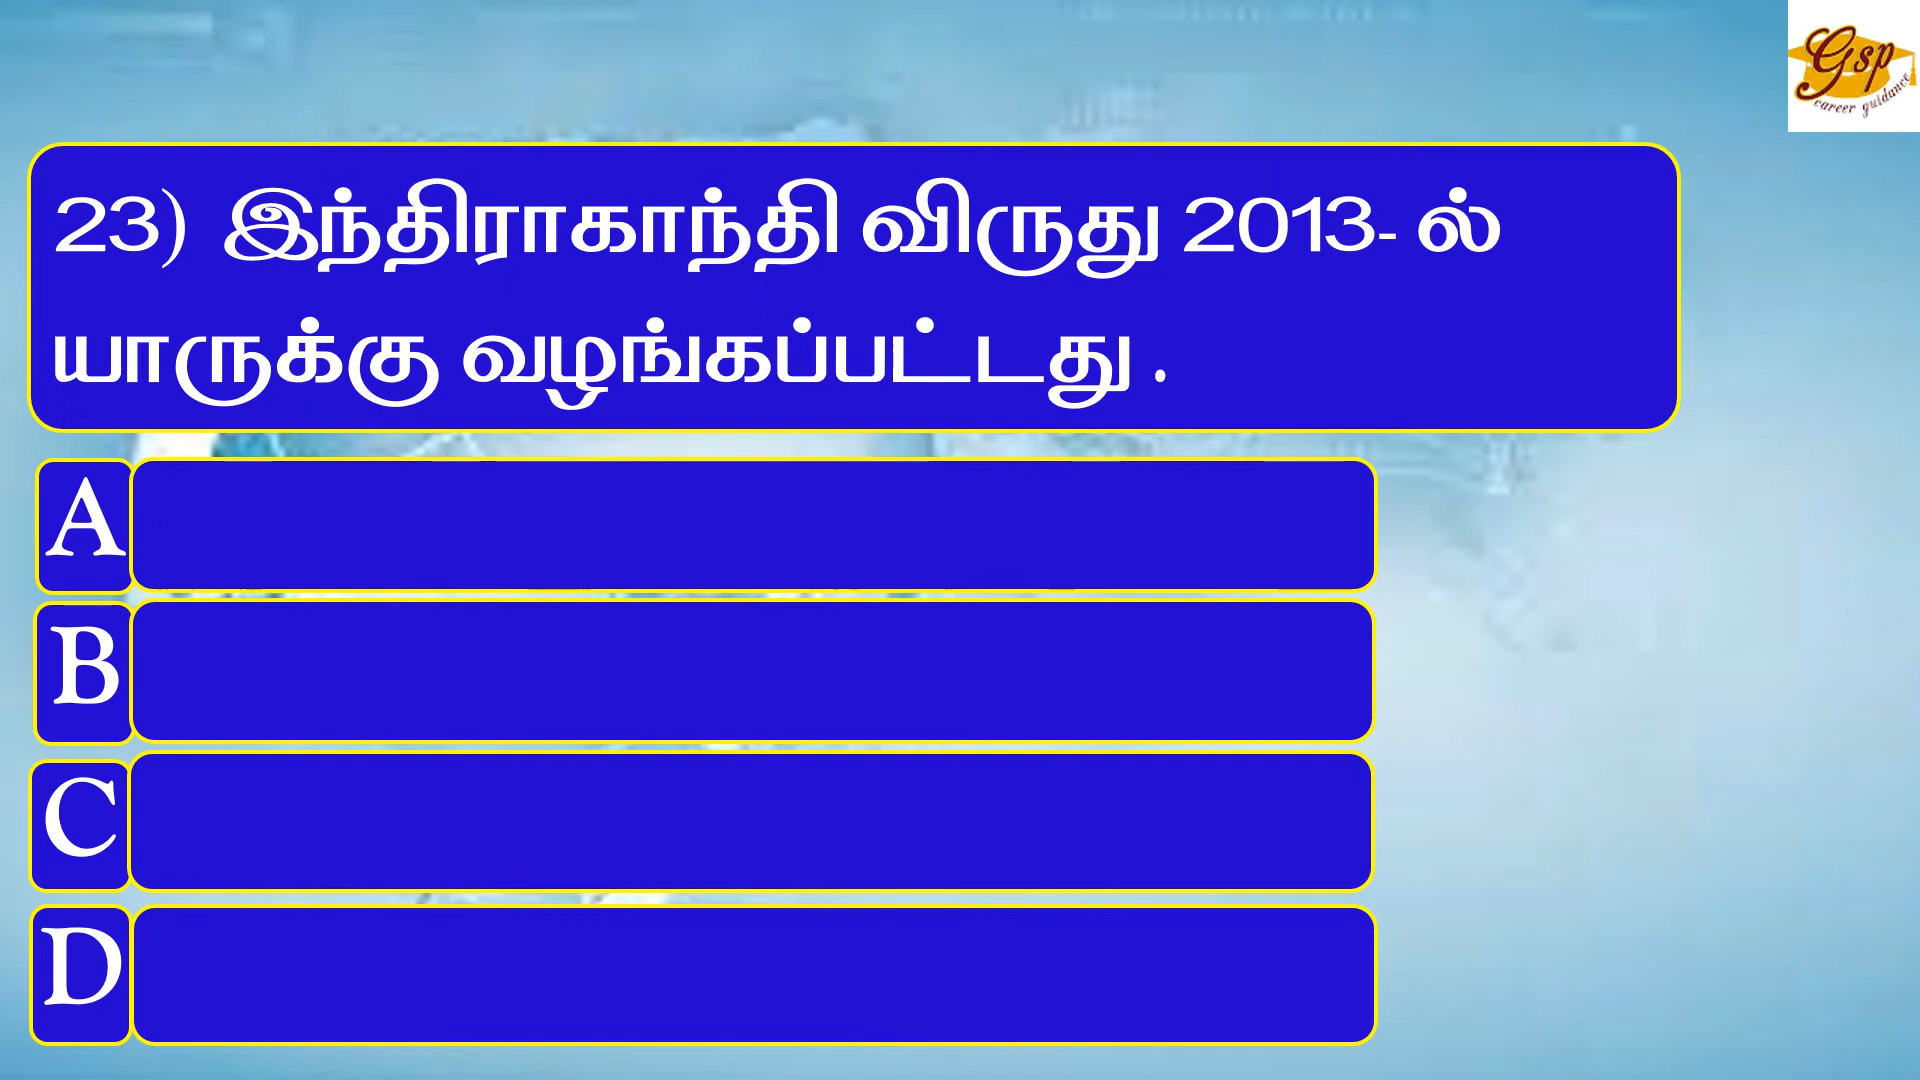 Gsp
career guidance
23) இந்திராகாந்தி விருது 2013- ல்
யாருக்கு வழங்கப்பட்டது .
A
B
C
D